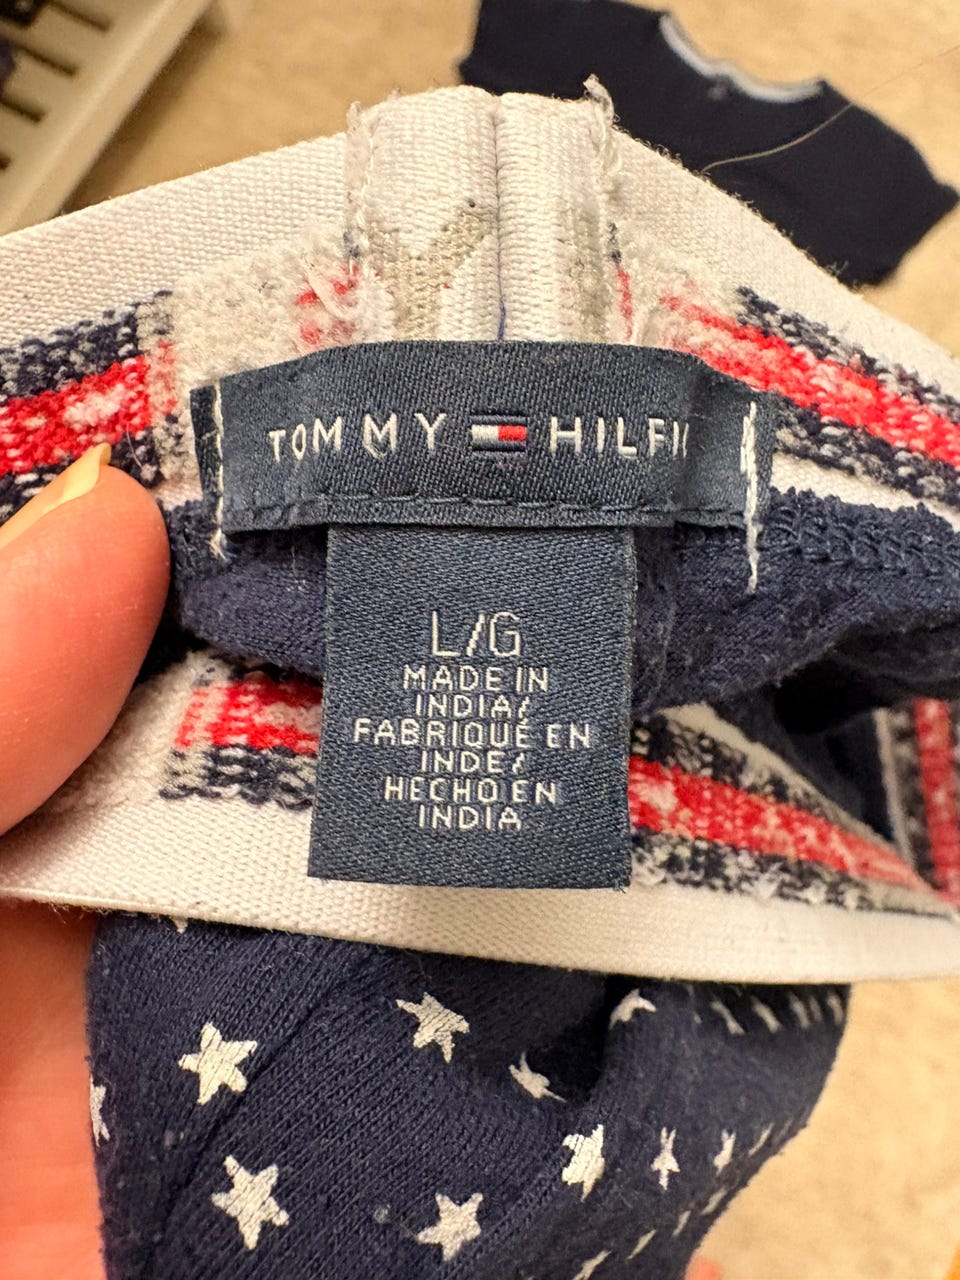 TOMMY HILFI
L/G
MADE IN
INDIA/
FABRIQUÉ EN
INDE/
HECHO EN
INDIA